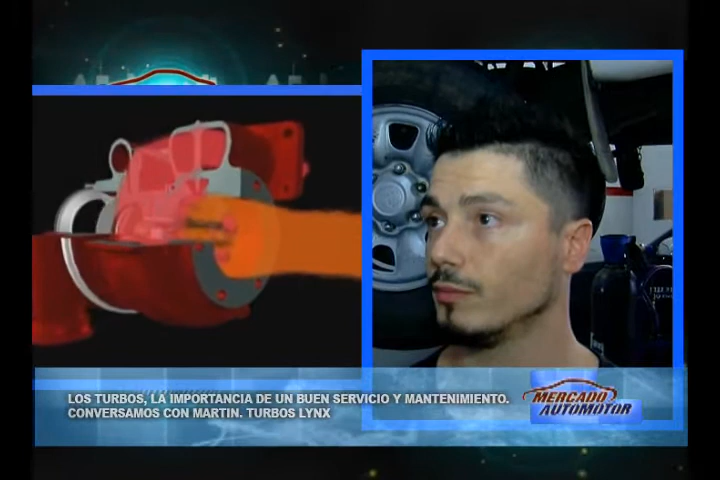 LOS TURBOS, LA IMPORTANCIA DE UN BUEN SERVICIO Y MANTENIMIENTO.
CONVERSAMOS CON MARTIN. TURBOS LYNX
MERCADO
AUTOMOTOR